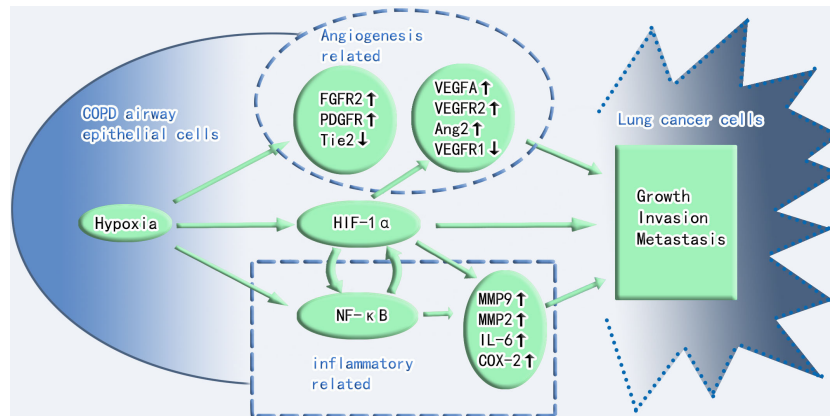 Angiogenesis
related
FGFR2↑
PDGFR↑
Tie2↓
VEGFA↑
VEGFR2↑
Ang2↑
VEGFR1↓
COPD airway
epithelial cells
Lung cancer cells
Hypoxia
HIF-1α
Growth
Invasion
Metastasis
NF-κB
MMP9↑
MMP2↑
IL-6↑
COX-2↑
inflammatory
related